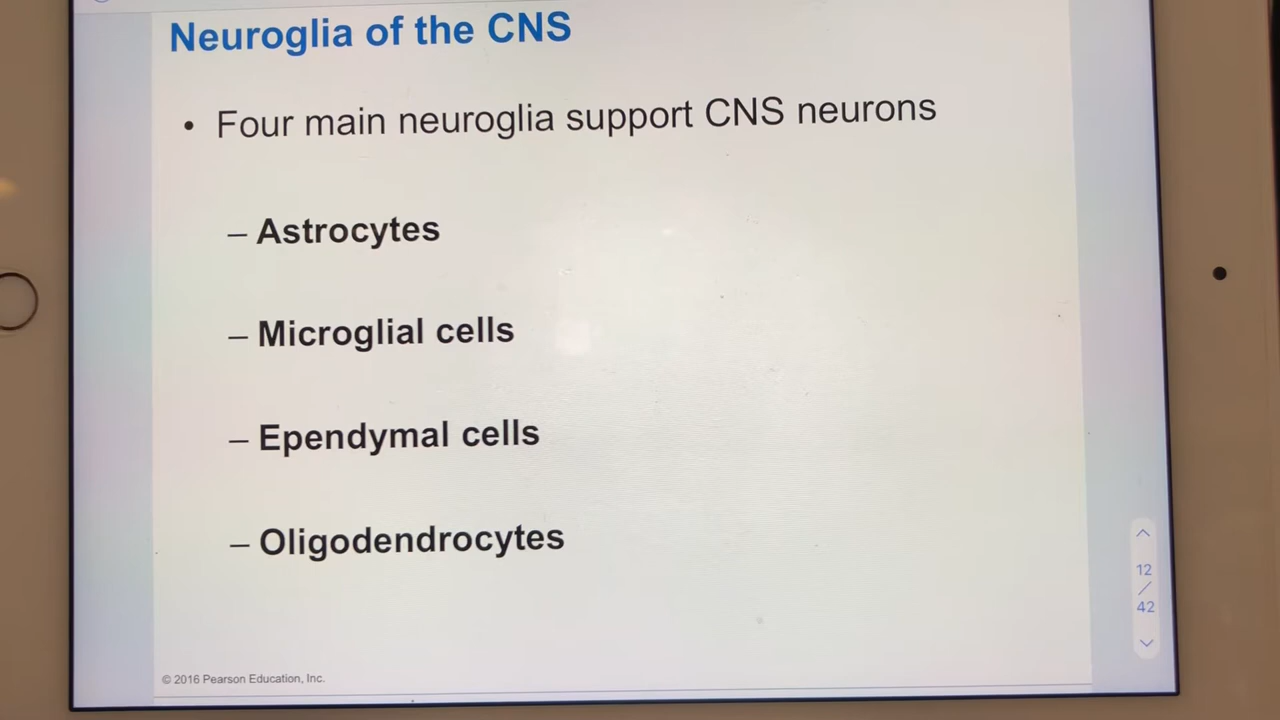 Neuroglia of the CNS
• Four main neuroglia support CNS neurons
– Astrocytes
– Microglial cells
– Ependymal cells
– Oligodendrocytes
12
/
42
© 2016 Pearson Education, Inc.